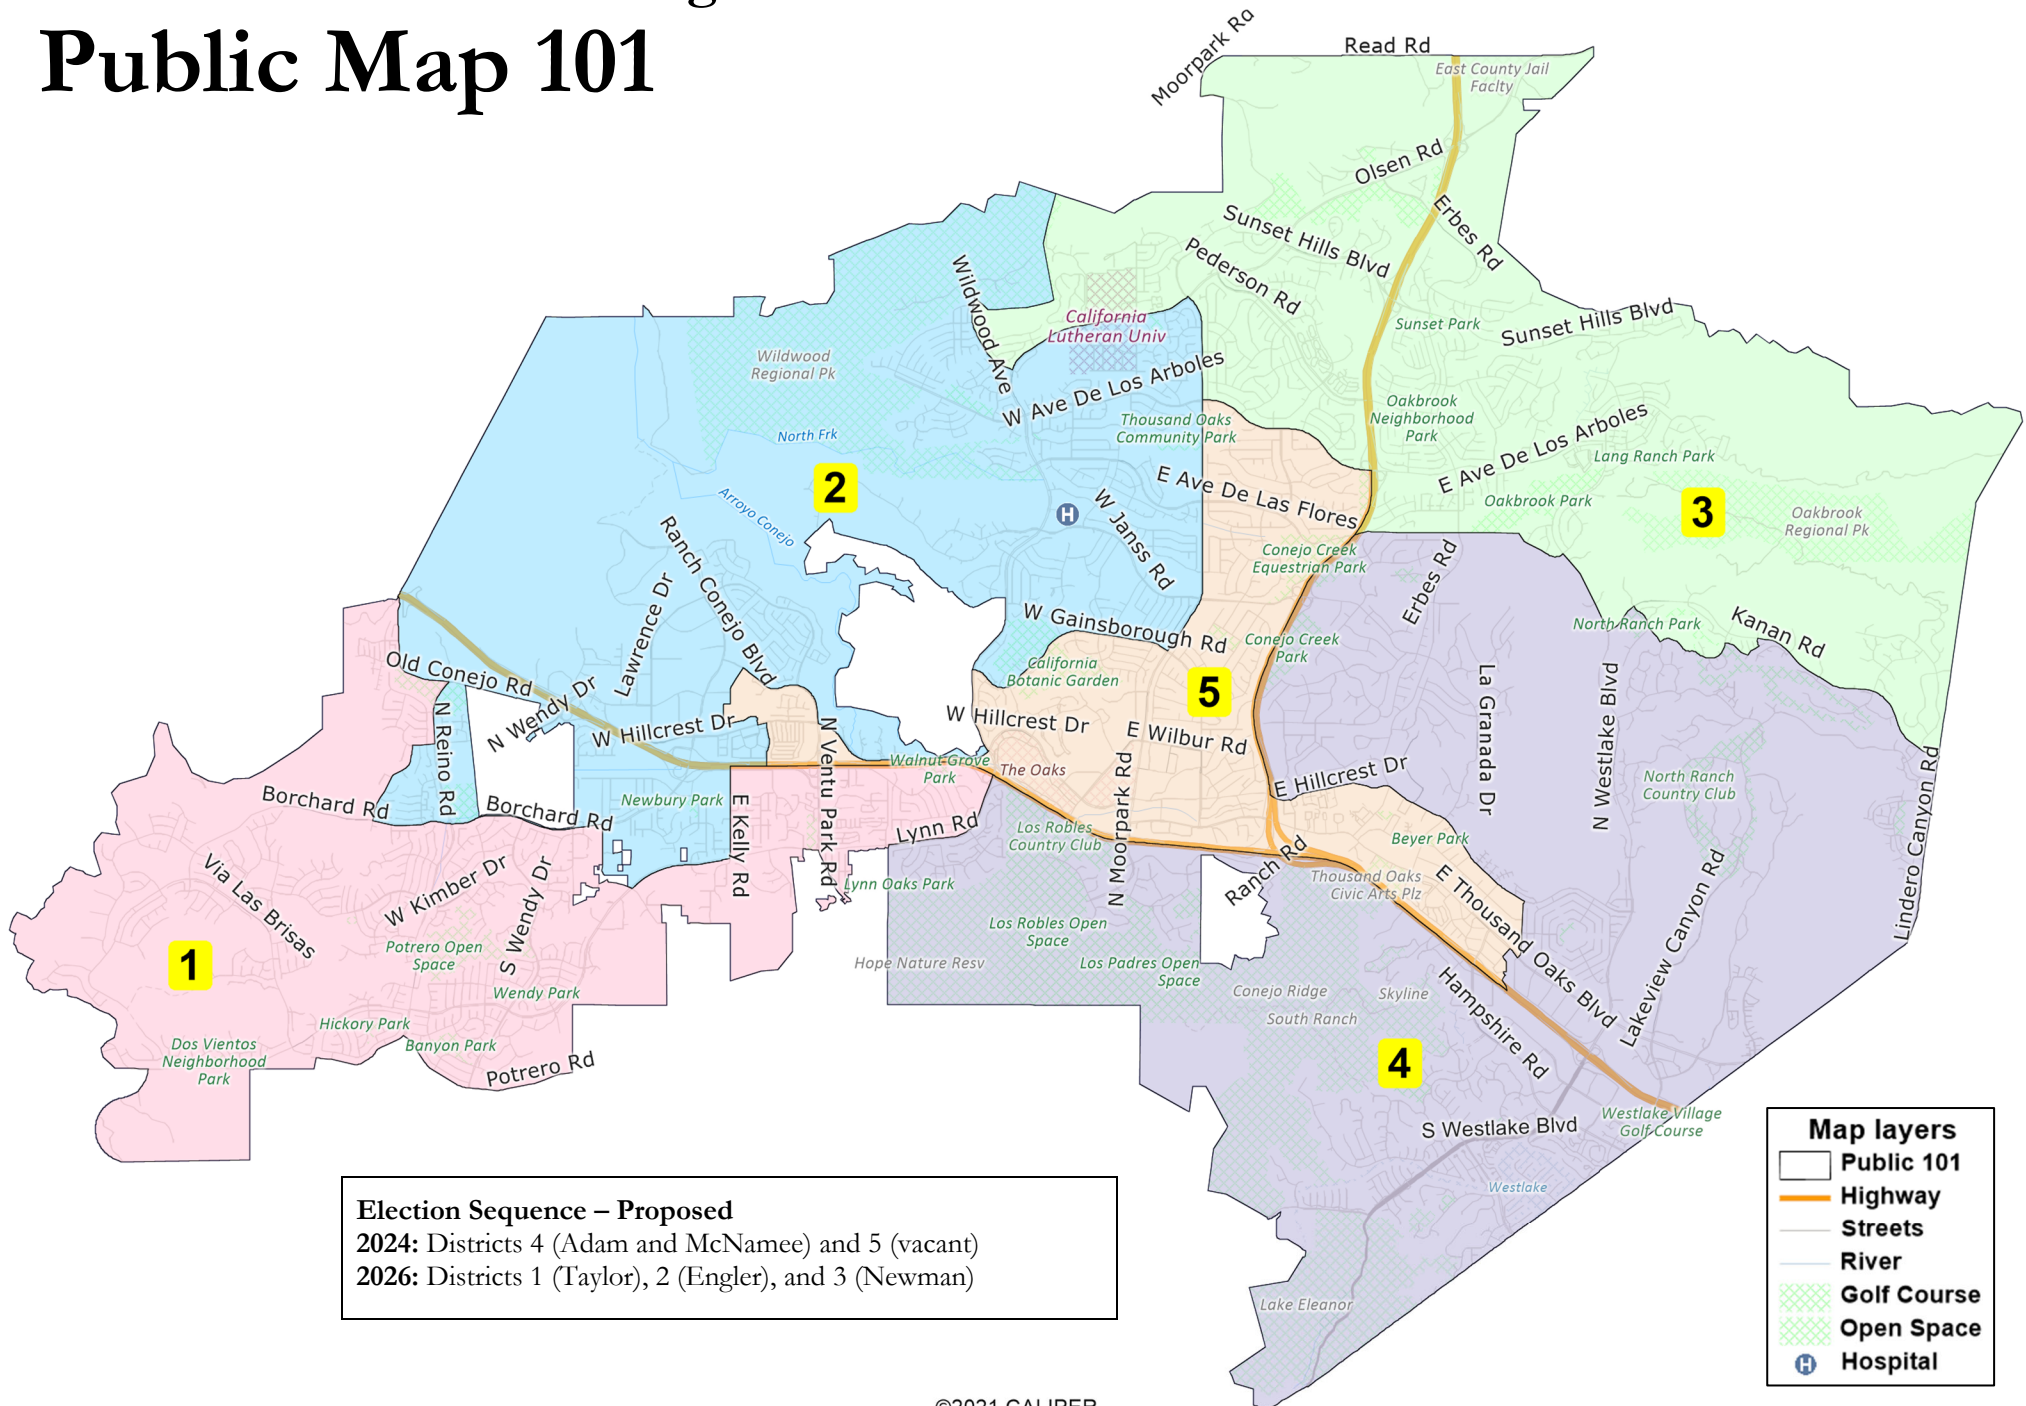 Public Map 101
Moorpark Rd
Read Rd
East County Jail
Faclty
Olsen Rd
Erbes Rd
Sunset Hills Blvd
Pederson Rd
Wildwood Ave
California
Lutheran Univ
Sunset Park
Sunset Hills Blvd
Wildwood
Regional Pk
W Ave De Los Arboles
Thousand Oaks
Community Park
Oakbrook
Neighborhood
Park
E Ave De Los Arboles
Lang Ranch Park
North Frk
2
E Ave De Las Flores
Oakbrook Park
3
Oakbrook
Regional Pk
Arroyo Conejo
H
W Janss Rd
Conejo Creek
Equestrian Park
Erbes Rd
Ranch Conejo Blvd
Lawrence Dr
W Gainsborough Rd
Conejo Creek
Park
North Ranch Park
Kanan Rd
Old Conejo Rd
N Wendy Dr
California
Botanic Garden
5
La Granada Dr
N Westlake Blvd
N Reino Rd
W Hillcrest Dr
N Ventu Park Rd
W Hillcrest Dr
E Wilbur Rd
Walnut Grove
Park
The Oaks
N Moorpark Rd
E Hillcrest Dr
North Ranch
Country Club
Lindero Canyon Rd
Borchard Rd
Borchard Rd
Newbury Park
E Kelly Rd
Lynn Rd
Los Robles
Country Club
Beyer Park
Via Las Brisas
W Kimber Dr
S Wendy Dr
Lynn Oaks Park
Ranch Rd
Thousand Oaks
Civic Arts Plz
E Thousand Oaks Blvd
Lakeview Canyon Rd
1
Potrero Open
Space
Los Robles Open
Space
Hope Nature Resv
Los Padres Open
Space
Wendy Park
Conejo Ridge
Skyline
South Ranch
Hampshire Rd
Hickory Park
Banyon Park
Dos Vientos
Neighborhood
Park
Potrero Rd
4
S Westlake Blvd
Westlake Village
Golf Course
Westlake
Lake Eleanor
Election Sequence – Proposed
2024: Districts 4 (Adam and McNamee) and 5 (vacant)
2026: Districts 1 (Taylor), 2 (Engler), and 3 (Newman)
Map layers
Public 101
Highway
Streets
River
Golf Course
Open Space
H Hospital
©2021 CALIPER